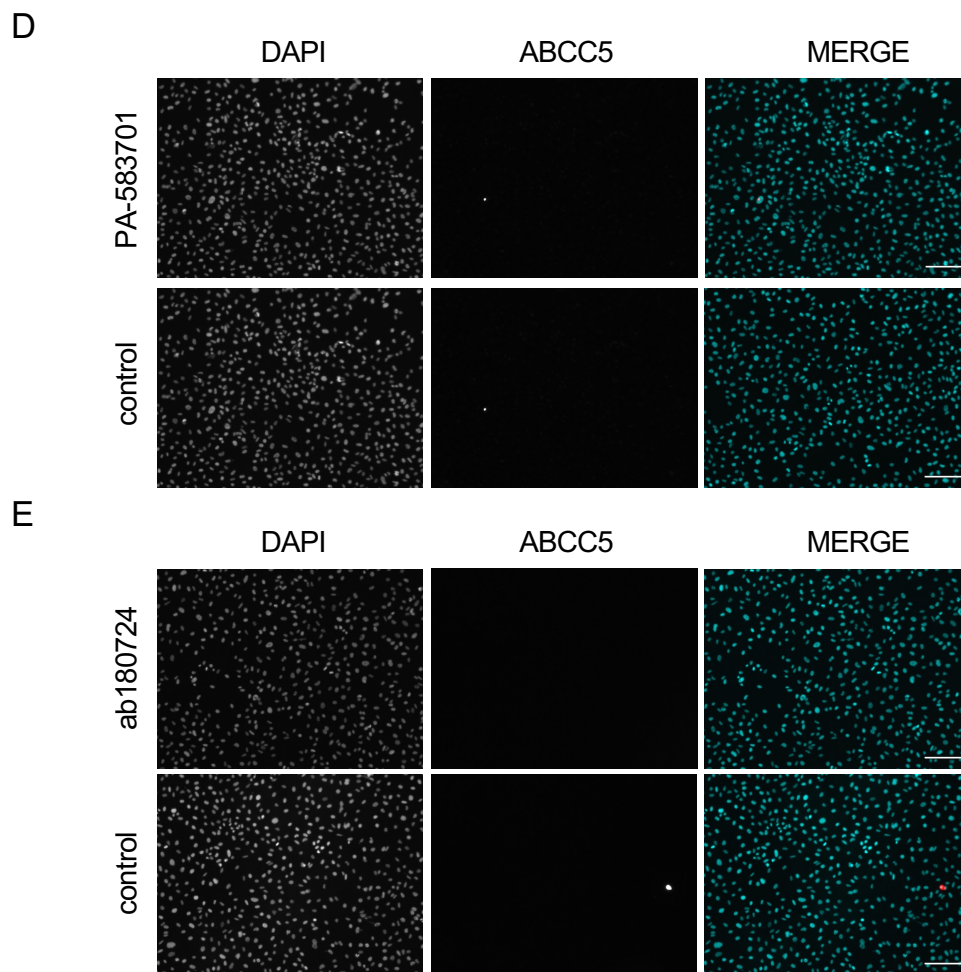 D
DAPI ABCC5 MERGE
PA-583701
control
E
DAPI ABCC5 MERGE
ab180724
control